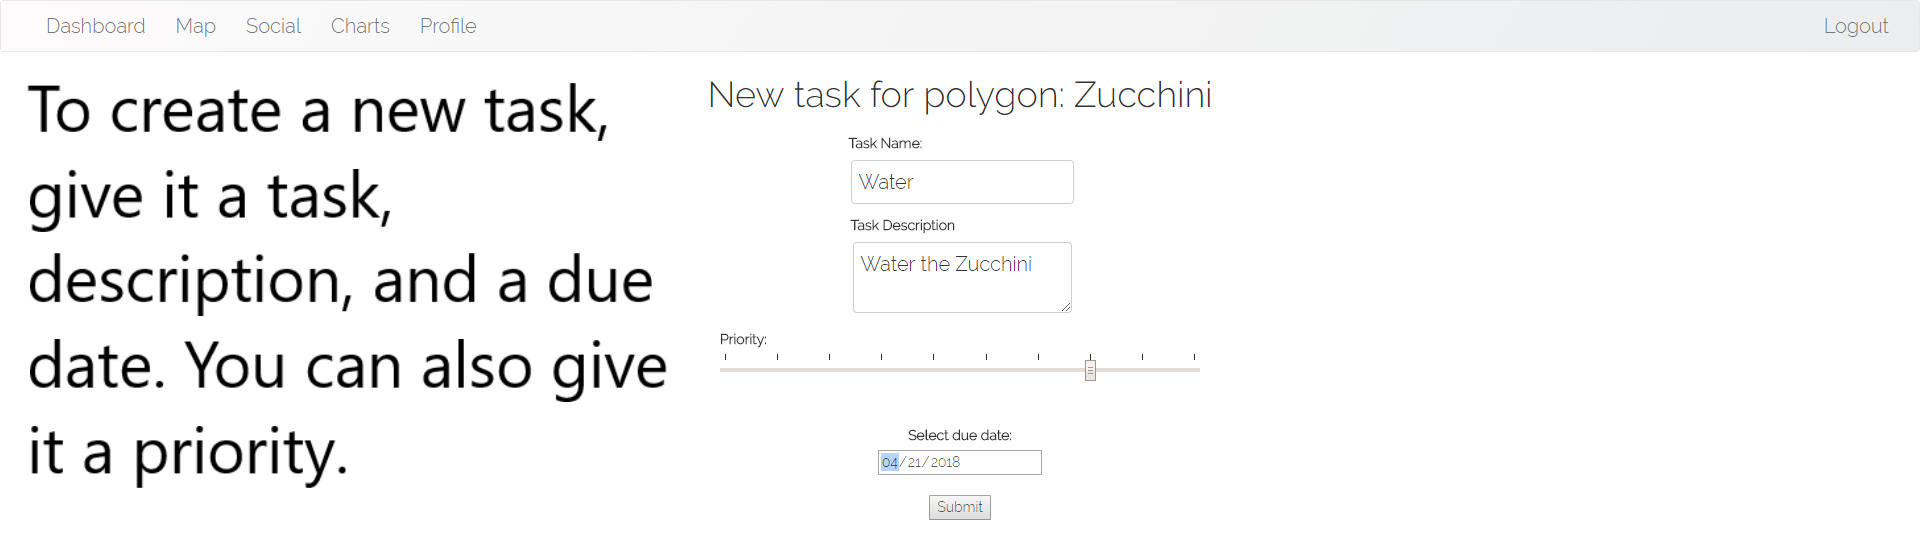 Dashboard Map Social Charts Profile Logout
To create a new task,
give it a task,
description, and a due
date. You can also give
it a priority.
New task for polygon: Zucchini
Task Name:
Water
Task Description
Water the Zucchini
Priority:
Select due date:
04/21/2018
Submit